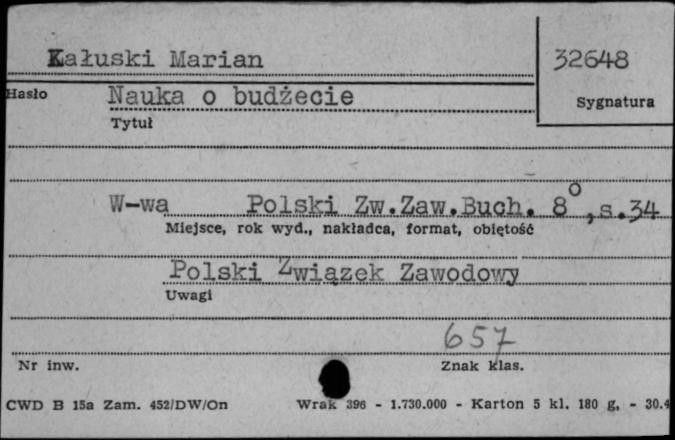 Kałuski Marian
32648
Hasło
Nauka o budżecie
Sygnatura
Tytuł
W-wa Polski Zw.Zaw.Buch. 8⁰,s.34
Miejsce, rok wyd., nakładca, format, objętość
Polski Związek Zawodowy
Uwagi
657
Nr inw. Znak klas.
CWD B 15a Zam. 452/DW/On Wrak 396 - 1.730.000 - Karton 5 kl. 180 g, - 30.4